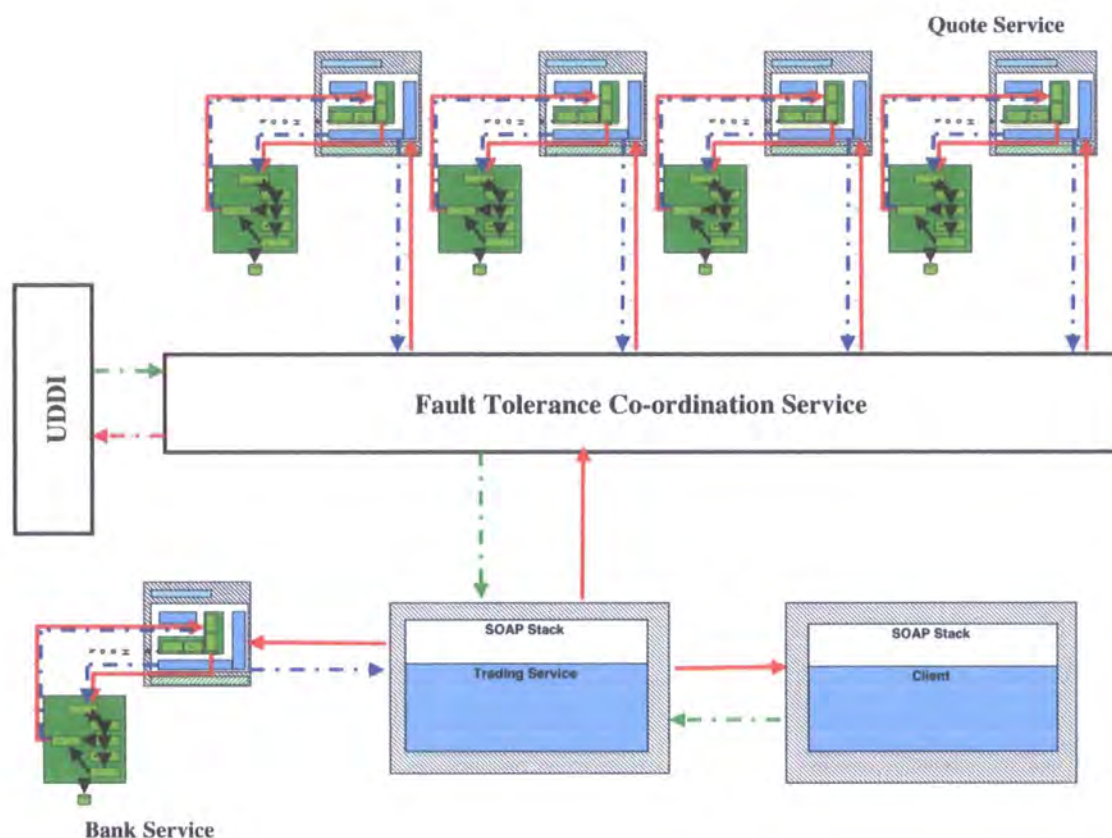 Quote Service
UDDI
Fault Tolerance Co-ordination Service
SOAP Stack
Trading Service
SOAP Stack
Client
Bank Service